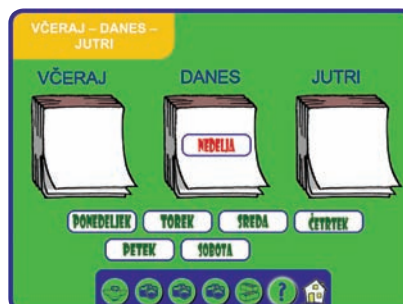 VČERAJ – DANES –
JUTRI
VČERAJ DANES JUTRI
NEDELJA
PONEDELJEK TOREK SREDA ČETRTEK
PETEK SOBOTA
?